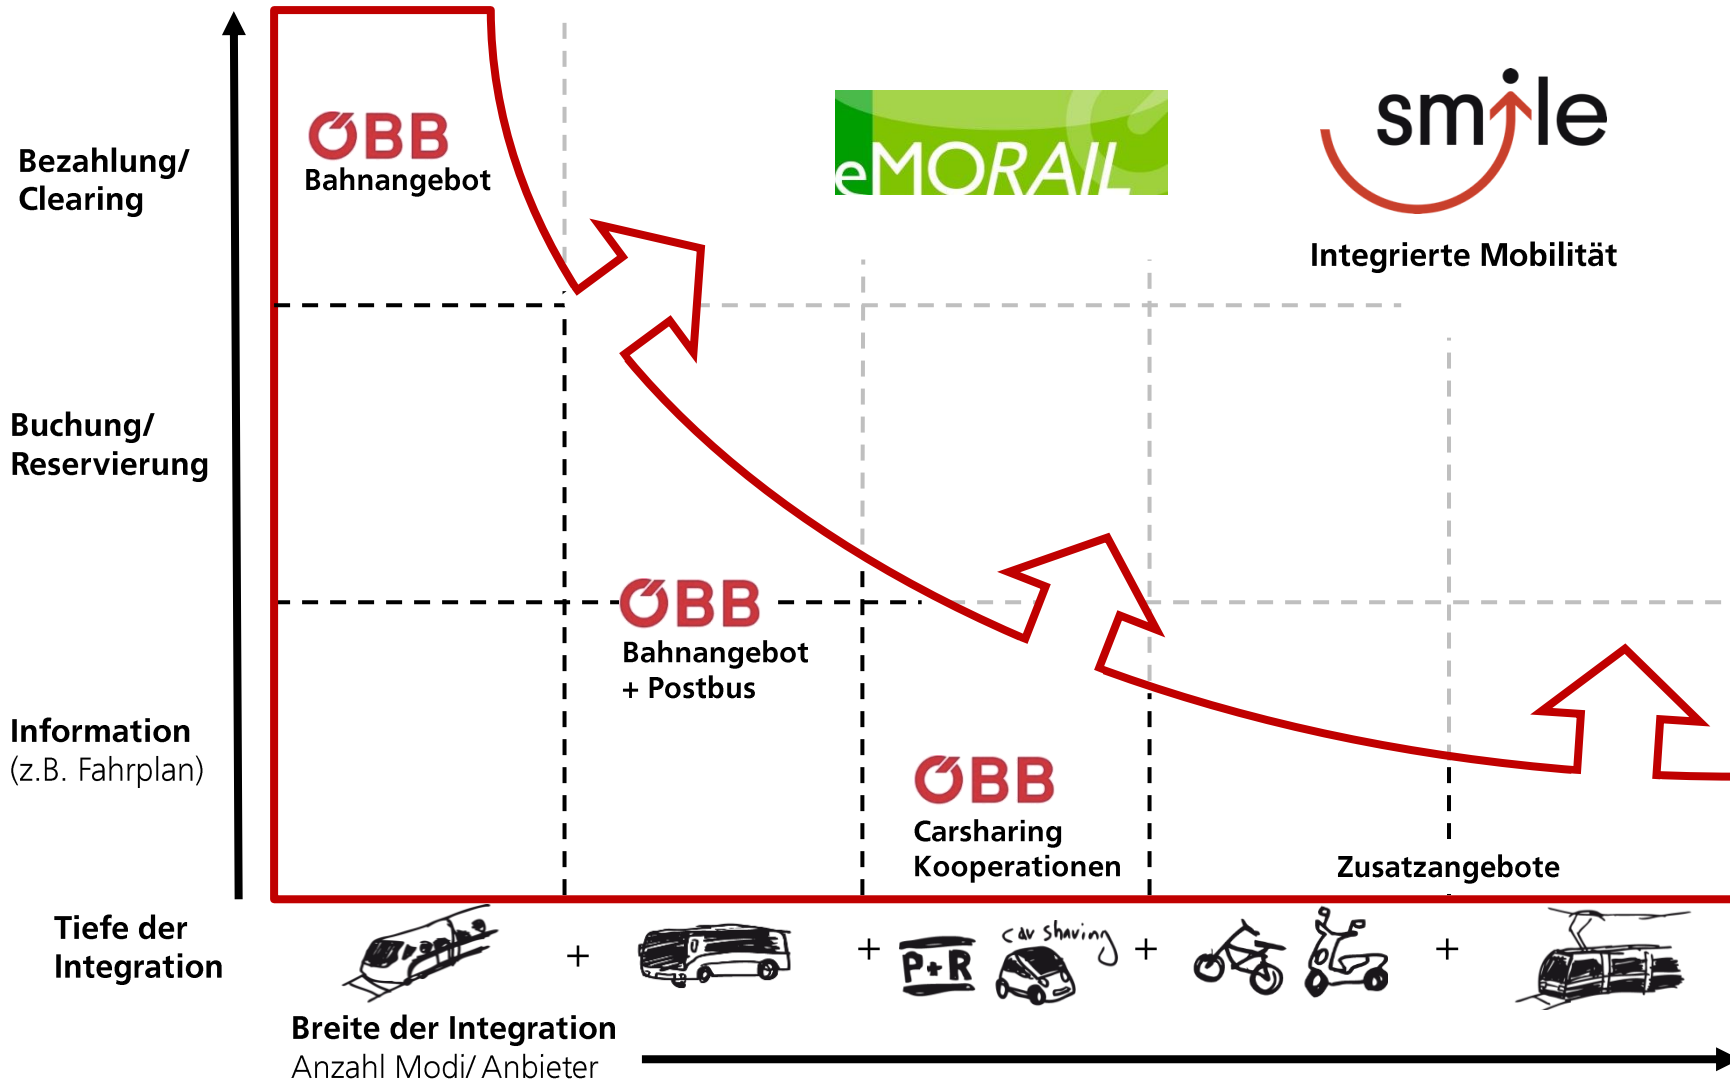 ÖBB
Bahnangebot
eMORAIL
smile
Integrierte Mobilität
Bezahlung/
Clearing
Buchung/
Reservierung
ÖBB
Bahnangebot
+ Postbus
Information
(z.B. Fahrplan)
ÖBB
Carsharing
Kooperationen
Zusatzangebote
Tiefe der
Integration
+
+
P+R
car sharing
+
+
Breite der Integration
Anzahl Modi/ Anbieter